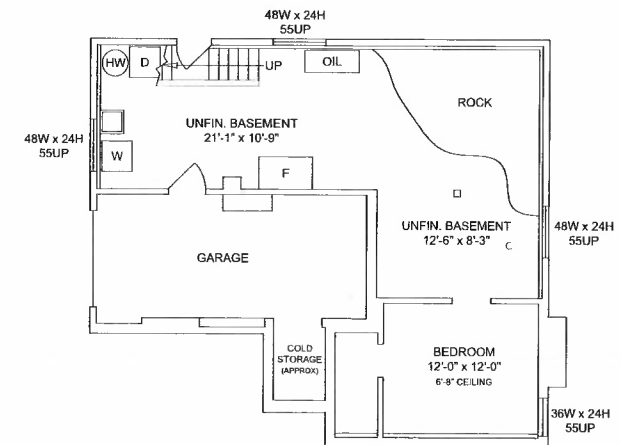 48W x 24H
55UP
HW
D
UP
OIL
ROCK
UNFIN. BASEMENT
21'-1" x 10'-9"
48W x 24H
55UP
W
F
UNFIN. BASEMENT
12'-6" x 8'-3"
C
48W x 24H
55UP
GARAGE
COLD
STORAGE
(APPROX)
BEDROOM
12'-0" x 12'-0"
6'-8" CEILING
36W x 24H
55UP